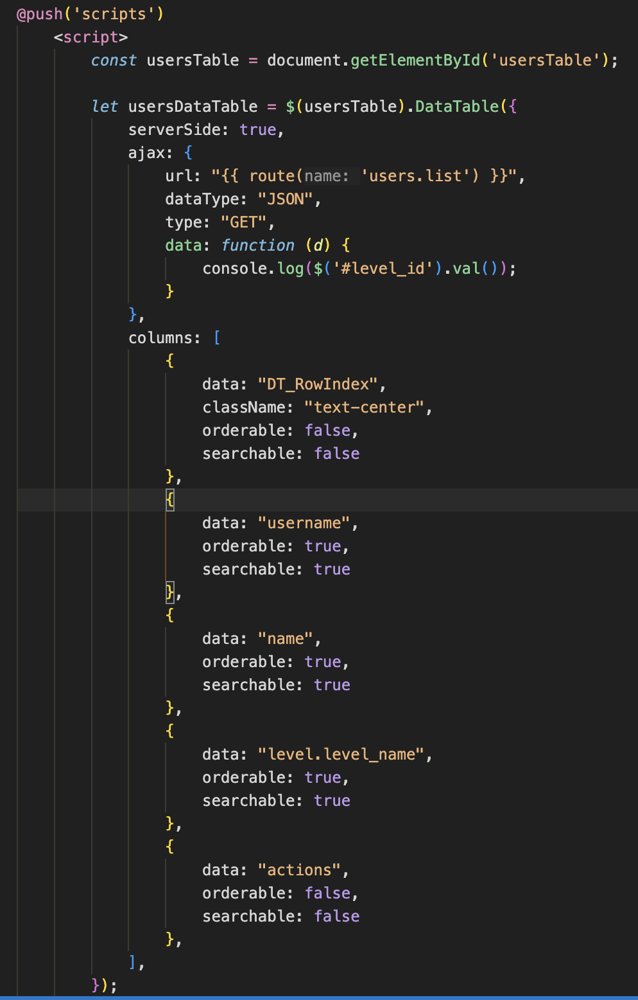 @push('scripts')
<script>
const usersTable = document.getElementById('usersTable');
let usersDataTable = $(usersTable).DataTable({
serverSide: true,
ajax: {
url: "{{ route(name: 'users.list') }}",
dataType: "JSON",
type: "GET",
data: function (d) {
console.log($('#level_id').val());
}
},
columns: [
{
data: "DT_RowIndex",
className: "text-center",
orderable: false,
searchable: false
},
{
data: "username",
orderable: true,
searchable: true
},
{
data: "name",
orderable: true,
searchable: true
},
{
data: "level.level_name",
orderable: true,
searchable: true
},
{
data: "actions",
orderable: false,
searchable: false
},
],
});